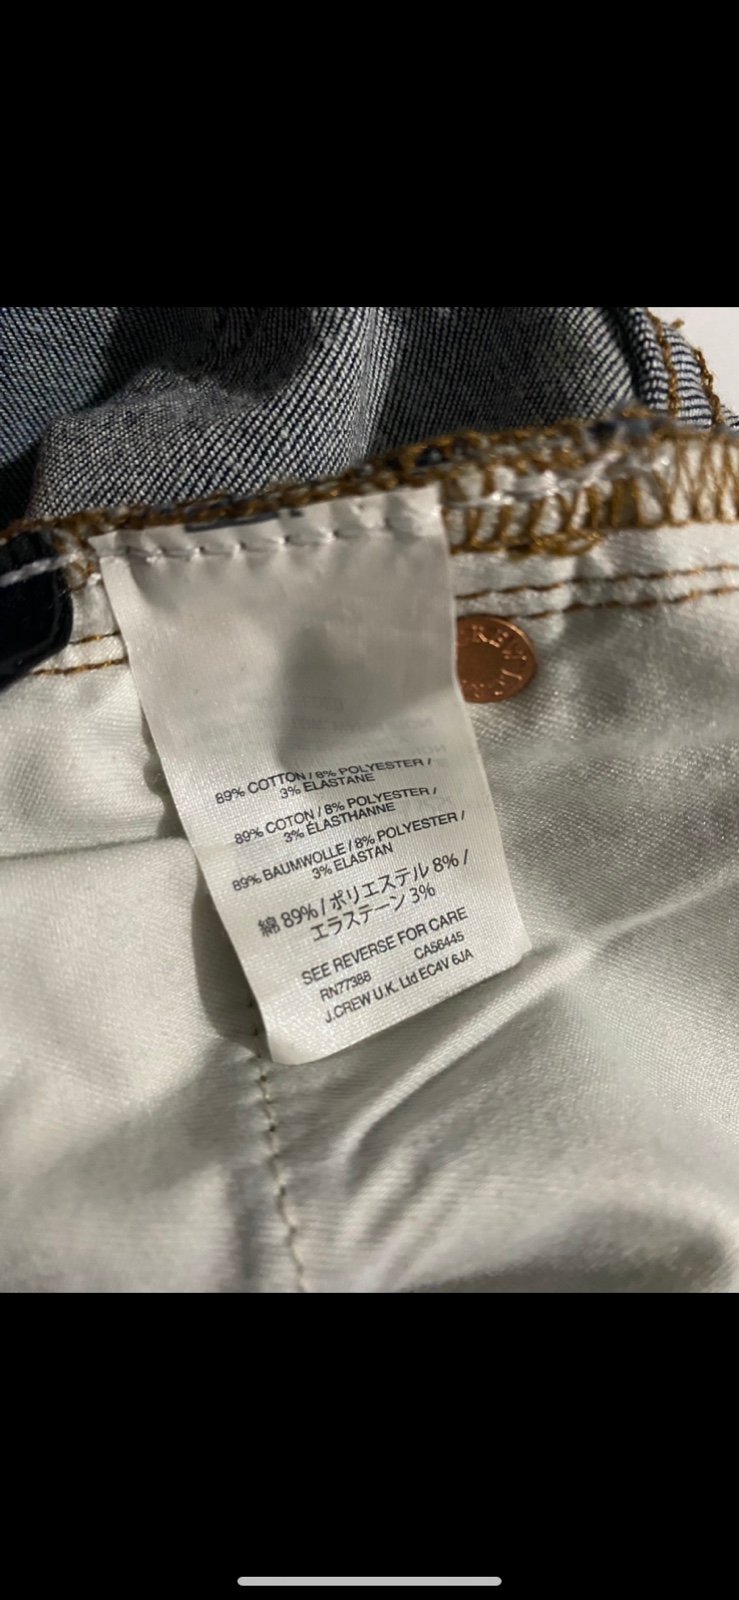 89% COTTON / 8% POLYESTER /
3% ELASTANE
89% COTON / 8% POLYESTER /
3% ÉLASTHANNE
89% BAUMWOLLE / 8% POLYESTER /
3% ELASTAN
綿 89% / ポリエステル 8% /
エラステーン 3%
SEE REVERSE FOR CARE
RN77388 CA56445
J.CREW U.K. Ltd EC4V 6JA